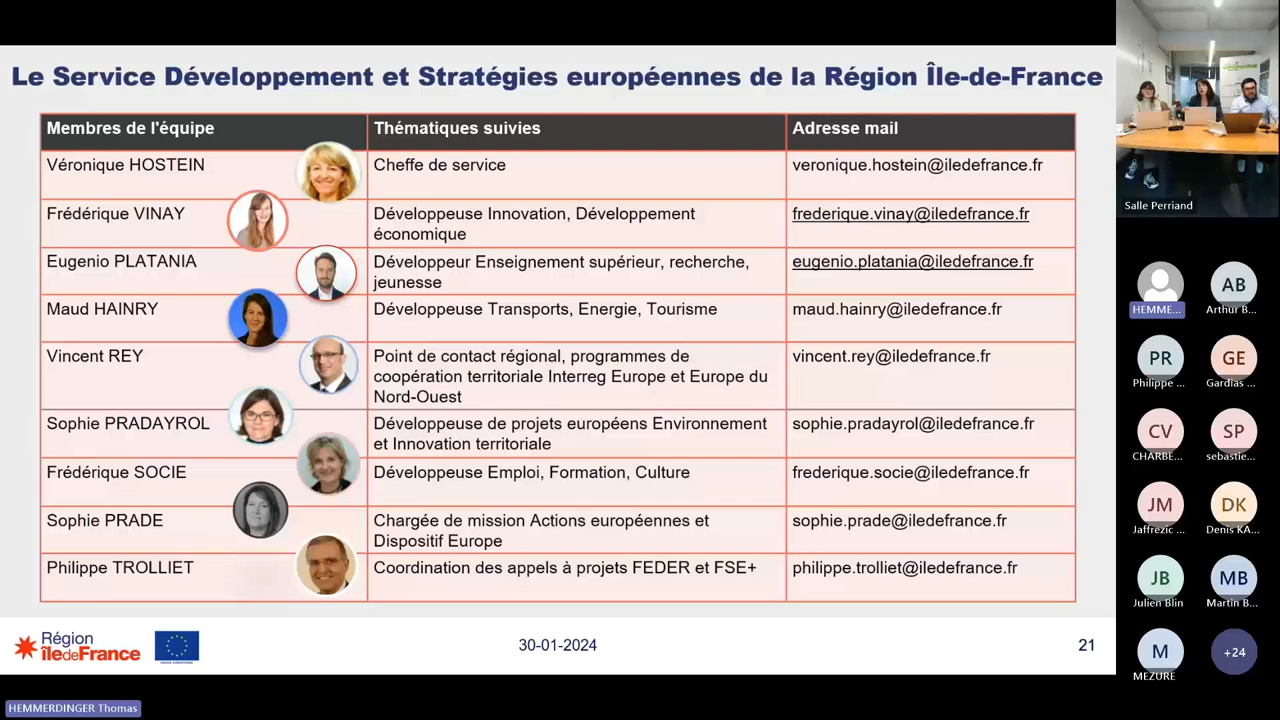 Le Service Développement et Stratégies européennes de la Région Île-de-France
Membres de l'équipe
Thématiques suivies
Adresse mail
Véronique HOSTEIN
Cheffe de service
veronique.hostein@iledefrance.fr
Frédérique VINAY
Développeuse Innovation, Développement
économique
frederique.vinay@iledefrance.fr
Eugenio PLATANIA
Développeur Enseignement supérieur, recherche,
jeunesse
eugenio.platania@iledefrance.fr
Maud HAINRY
Développeuse Transports, Energie, Tourisme
maud.hainry@iledefrance.fr
Vincent REY
Point de contact régional, programmes de
coopération territoriale Interreg Europe et Europe du
Nord-Ouest
vincent.rey@iledefrance.fr
Sophie PRADAYROL
Développeuse de projets européens Environnement
et Innovation territoriale
sophie.pradayrol@iledefrance.fr
Frédérique SOCIE
Développeuse Emploi, Formation, Culture
frederique.socie@iledefrance.fr
Sophie PRADE
Chargée de mission Actions européennes et
Dispositif Europe
sophie.prade@iledefrance.fr
Philippe TROLLIET
Coordination des appels à projets FEDER et FSE+
philippe.trolliet@iledefrance.fr
Région
îledeFrance
UNION EUROPÉENNE
30-01-2024
21
HEMMERDINGER Thomas
Salle Perriand
HEMME...
AB
Arthur B...
PR
Philippe ...
GE
Gardias ...
CV
CHARBE...
SP
sebastie...
JM
Jaffrezic ...
DK
Denis KA...
JB
Julien Blin
MB
Martin B...
M
MEZURE
+24